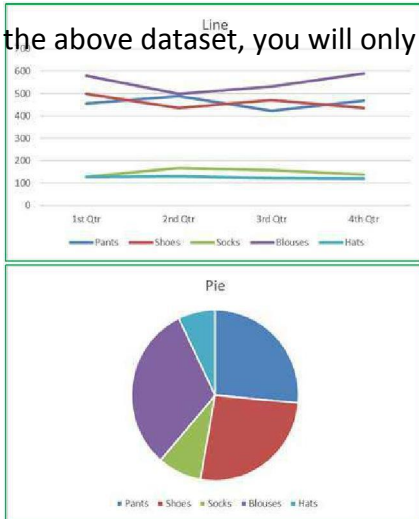 Line
the above dataset, you will only
700
600
500
400
300
200
100
0
1st Qtr 2nd Qtr 3rd Qtr 4th Qtr
Pants Shoes Socks Blouses Hats
Pie
Pants Shoes Socks Blouses Hats